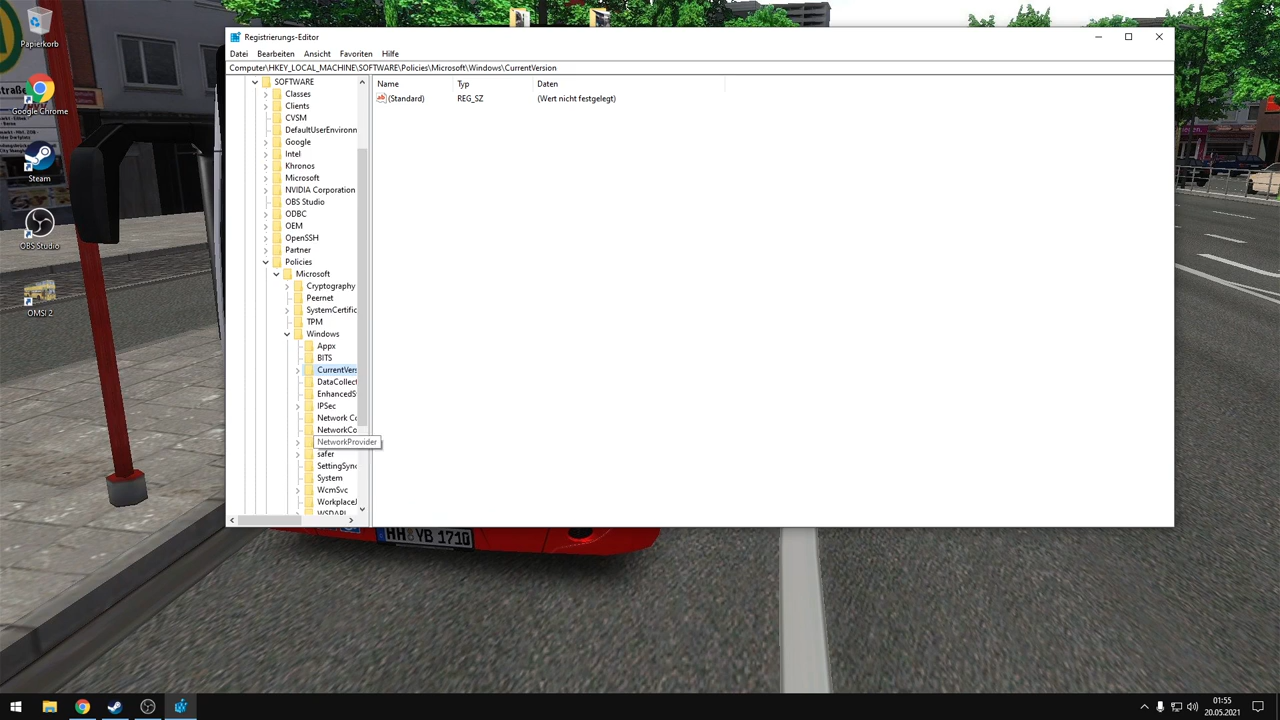 Papierkorb
Google Chrome
Steam
OBS Studio
OMSI 2
Registrierungs-Editor
Datei Bearbeiten Ansicht Favoriten Hilfe
Computer\HKEY_LOCAL_MACHINE\SOFTWARE\Policies\Microsoft\Windows\CurrentVersion
SOFTWARE
Classes
Clients
CVSM
DefaultUserEnvironn
Google
Intel
Khronos
Microsoft
NVIDIA Corporation
OBS Studio
ODBC
OEM
OpenSSH
Partner
Policies
Microsoft
Cryptography
Peernet
SystemCertific
TPM
Windows
Appx
BITS
CurrentVers
DataCollect
EnhancedS
IPSec
Network Co
NetworkCo
NetworkProvider
safer
SettingSync
System
WcmSvc
WorkplaceJ
WSDAPI
Name Typ Daten
(Standard) REG_SZ (Wert nicht festgelegt)
HH YB 1710
01:55
20.05.2021